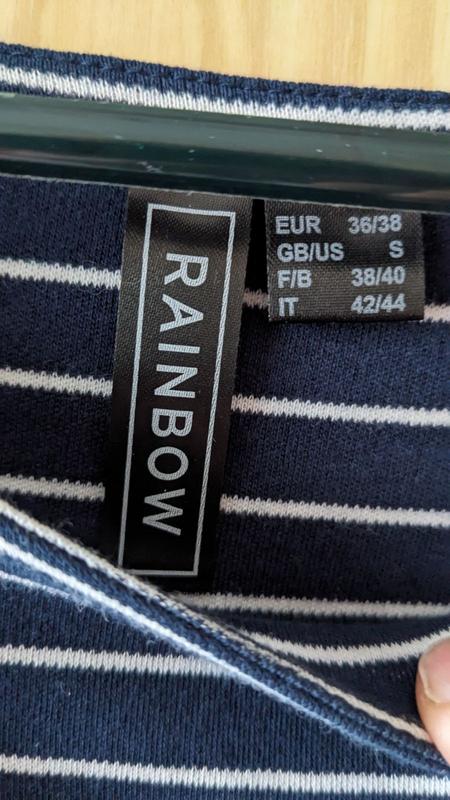 RAINBOW
EUR 36/38
GB/US S
F/B 38/40
IT 42/44